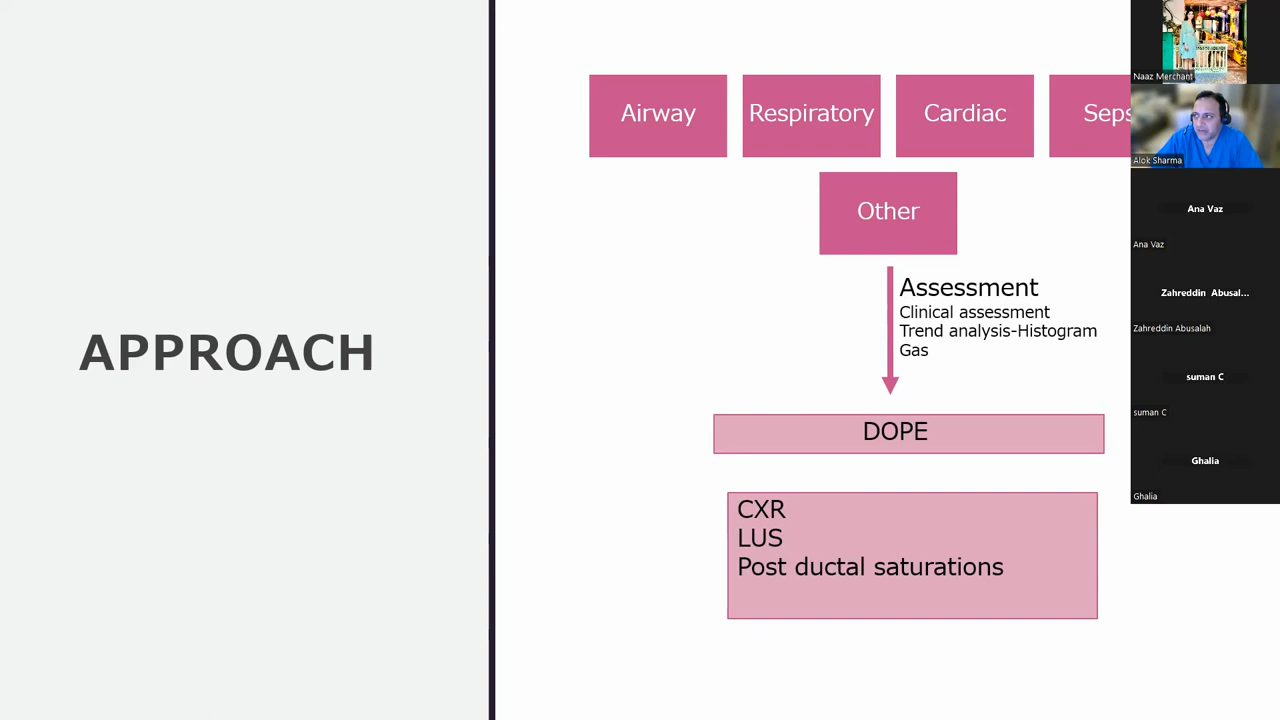 APPROACH
Airway
Respiratory
Cardiac
Seps
Other
Assessment
Clinical assessment
Trend analysis-Histogram
Gas
DOPE
CXR
LUS
Post ductal saturations
Naaz Merchant
Alok Sharma
Ana Vaz
Ana Vaz
Zahreddin Abusal...
Zahreddin Abusalah
suman C
suman C
Ghalia
Ghalia